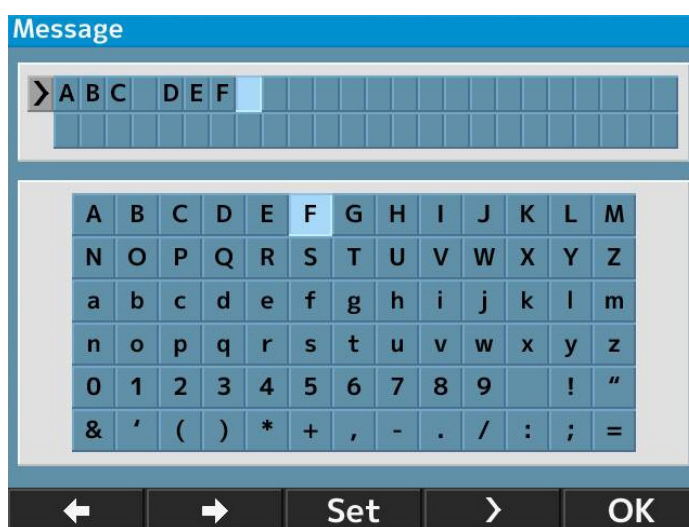 Message
> ABC DEF
A B C D E F G H I J K L M
N O P Q R S T U V W X Y Z
a b c d e f g h i j k l m
n o p q r s t u v w x y z
0 1 2 3 4 5 6 7 8 9   ! "
& ' ( ) * + , - . / : ; =
← → Set > OK